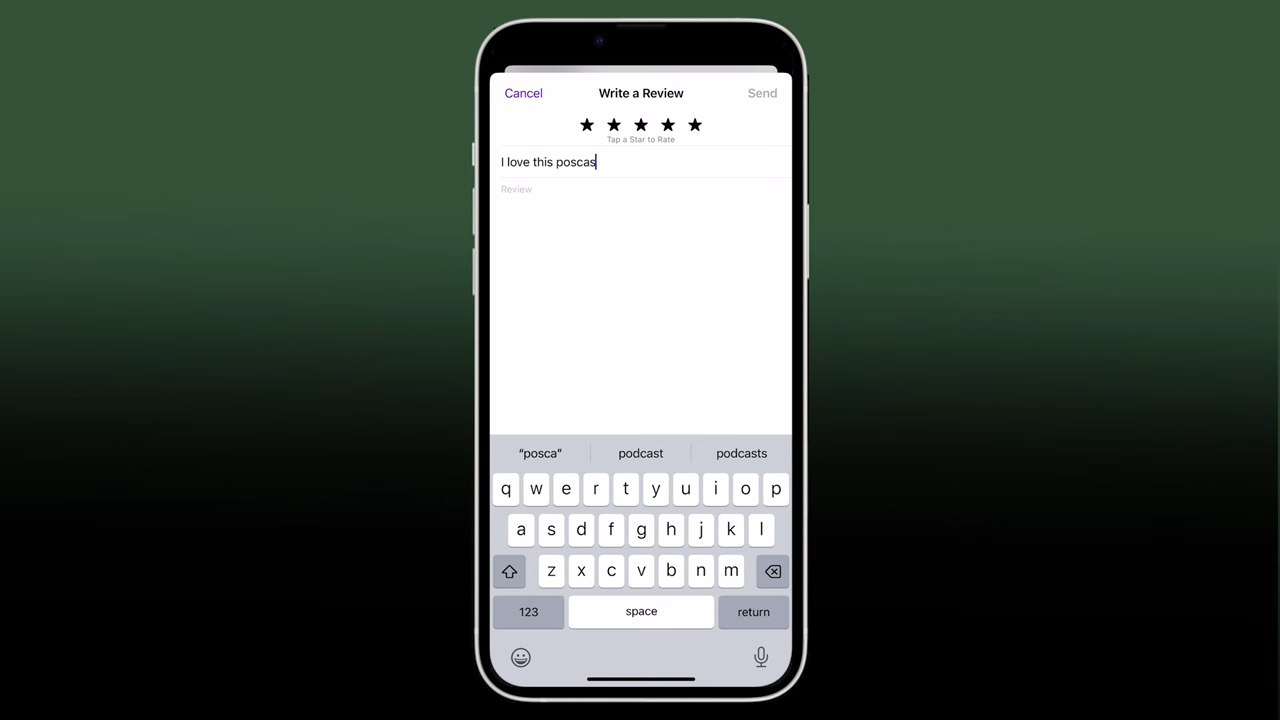 Cancel Write a Review Send
Tap a Star to Rate
I love this poscas
Review
“posca” podcast podcasts
q w e r t y u i o p
a s d f g h j k l
z x c v b n m
123 space return